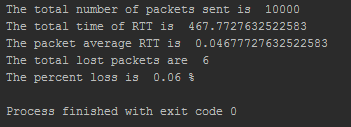 The total number of packets sent is  10000
The total time of RTT is  467.7727632522583
The packet average RTT is  0.04677727632522583
The total lost packets are  6
The percent loss is  0.06 %
Process finished with exit code 0